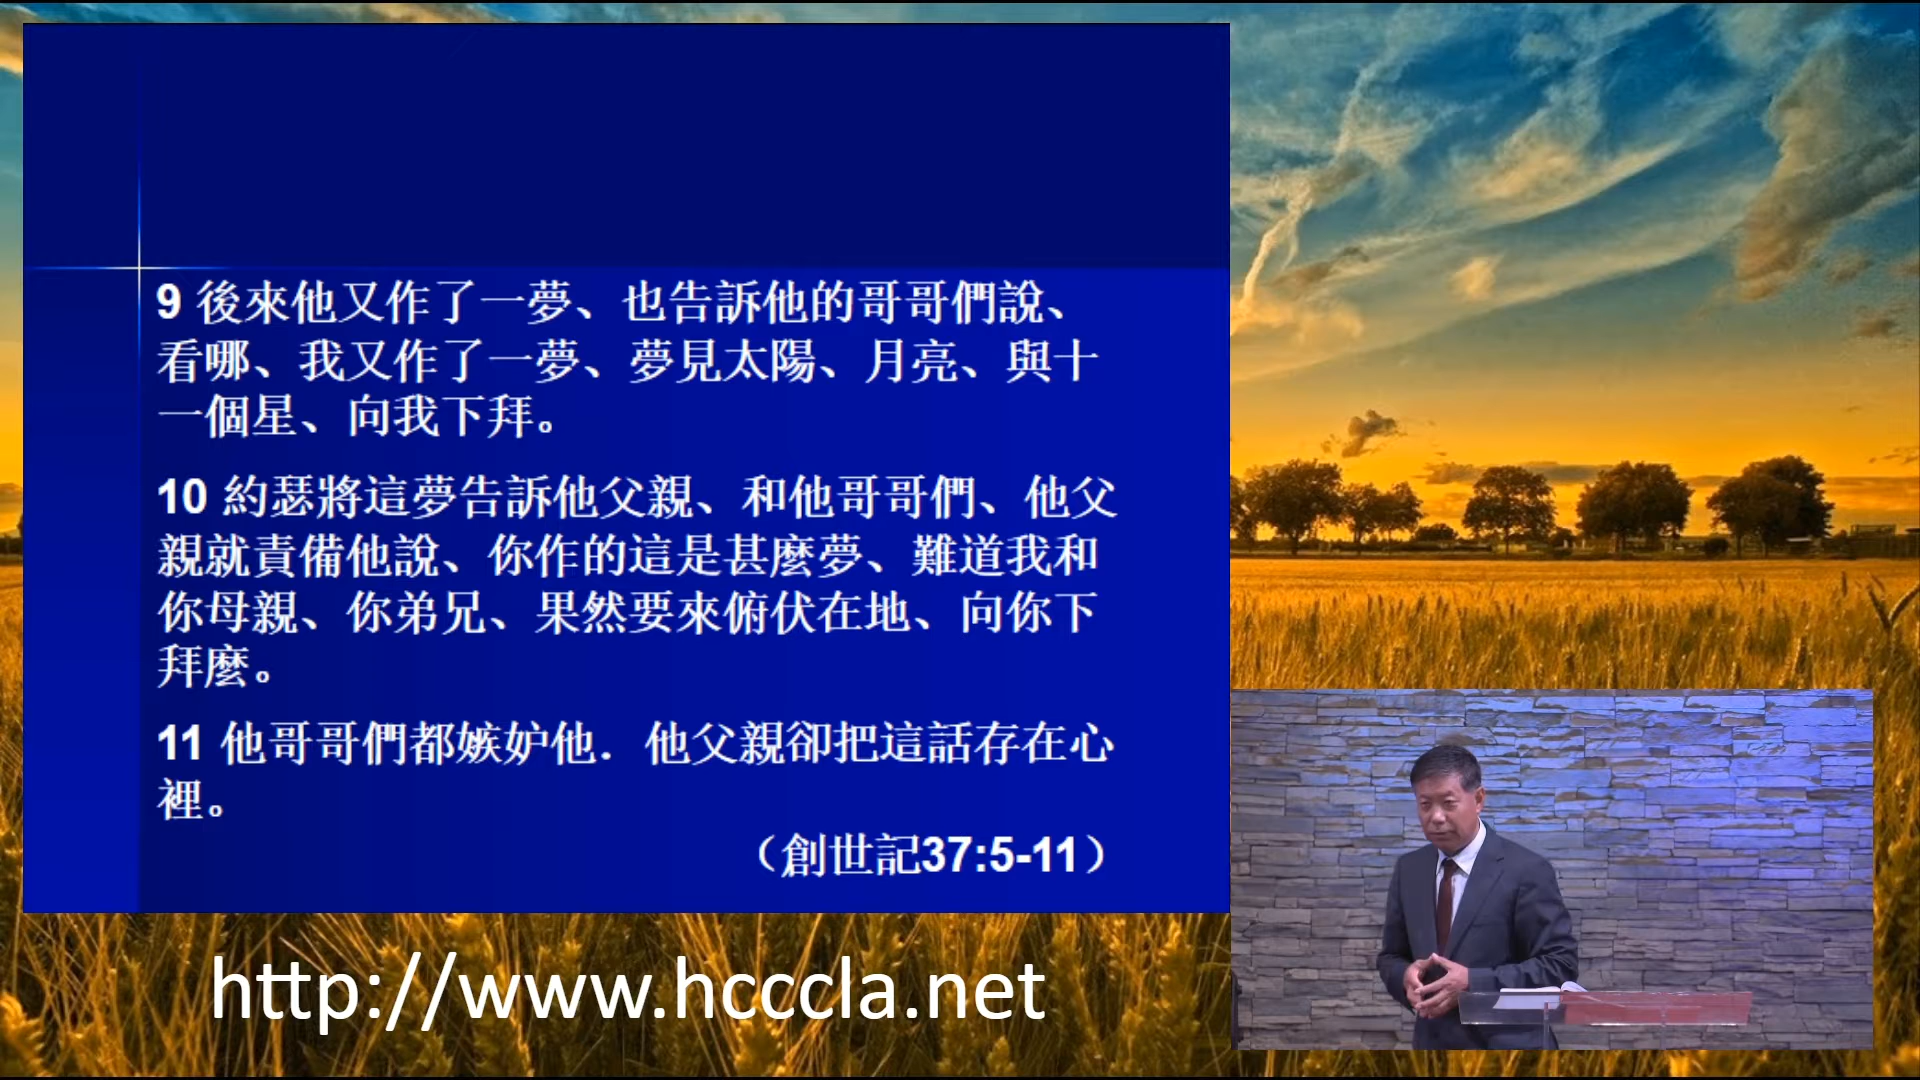 9 後來他又作了一夢、也告訴他的哥哥們說、
看哪、我又作了一夢、夢見太陽、月亮、與十
一個星、向我下拜。
10 約瑟將這夢告訴他父親、和他哥哥們、他父
親就責備他說、你作的這是甚麼夢、難道我和
你母親、你弟兄、果然要來俯伏在地、向你下
拜麼。
11 他哥哥們都嫉妒他．他父親卻把這話存在心
裡。
（創世記37:5-11）
http://www.hcccla.net